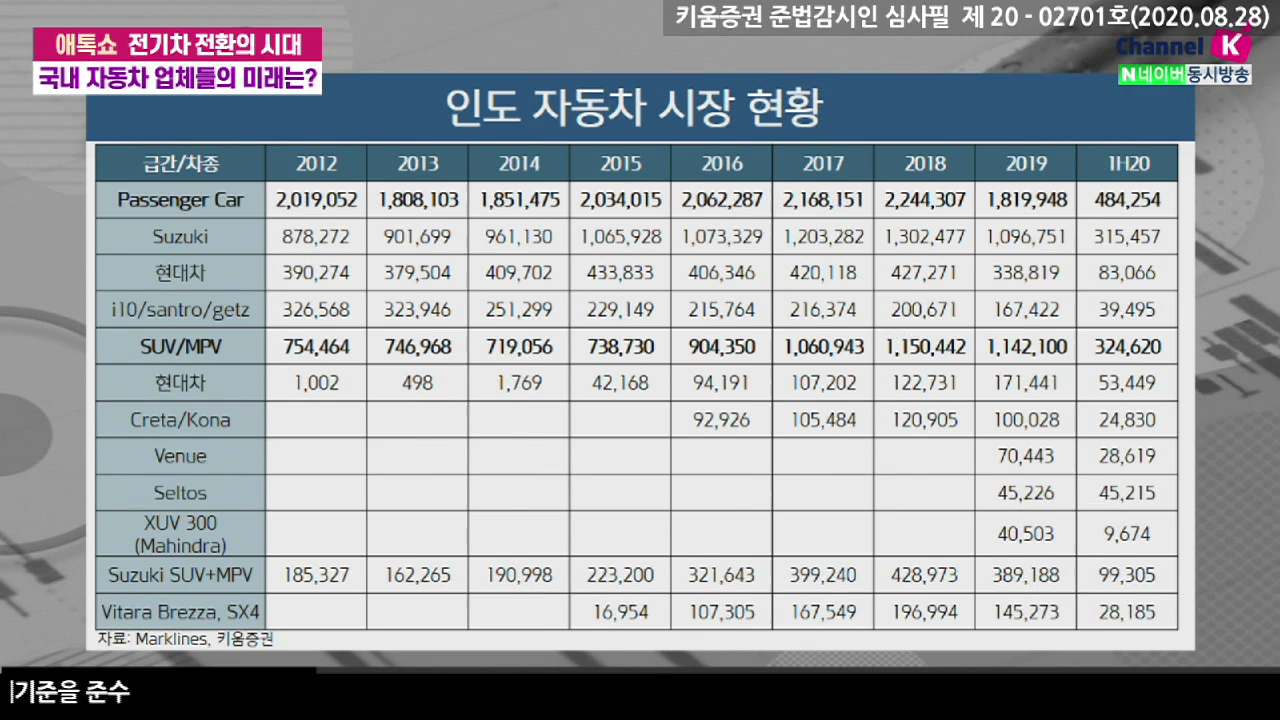 키움증권 준법감시인 심사필 제 20 - 02701호(2020.08.28)
애톡쇼 전기차 전환의 시대
Channel K
국내 자동차 업체들의 미래는?
N 네이버 동시방송
인도 자동차 시장 현황
급간/차종 2012 2013 2014 2015 2016 2017 2018 2019 1H20
Passenger Car 2,019,052 1,808,103 1,851,475 2,034,015 2,062,287 2,168,151 2,244,307 1,819,948 484,254
Suzuki 878,272 901,699 961,130 1,065,928 1,073,329 1,203,282 1,302,477 1,096,751 315,457
현대차 390,274 379,504 409,702 433,833 406,346 420,118 427,271 338,819 83,066
i10/santro/getz 326,568 323,946 251,299 229,149 215,764 216,374 200,671 167,422 39,495
SUV/MPV 754,464 746,968 719,056 738,730 904,350 1,060,943 1,150,442 1,142,100 324,620
현대차 1,002 498 1,769 42,168 94,191 107,202 122,731 171,441 53,449
Creta/Kona 92,926 105,484 120,905 100,028 24,830
Venue 70,443 28,619
Seltos 45,226 45,215
XUV 300
(Mahindra) 40,503 9,674
Suzuki SUV+MPV 185,327 162,265 190,998 223,200 321,643 399,240 428,973 389,188 99,305
Vitara Brezza, SX4 16,954 107,305 167,549 196,994 145,273 28,185
자료: Marklines, 키움증권
기준을 준수